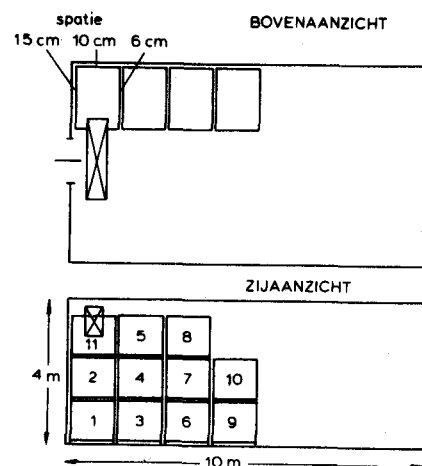 BOVENAANZICHT
spatie
15 cm 10 cm 6 cm
ZIJAANZICHT
11 5 8
2 4 7 10
1 3 6 9
4 m
10 m